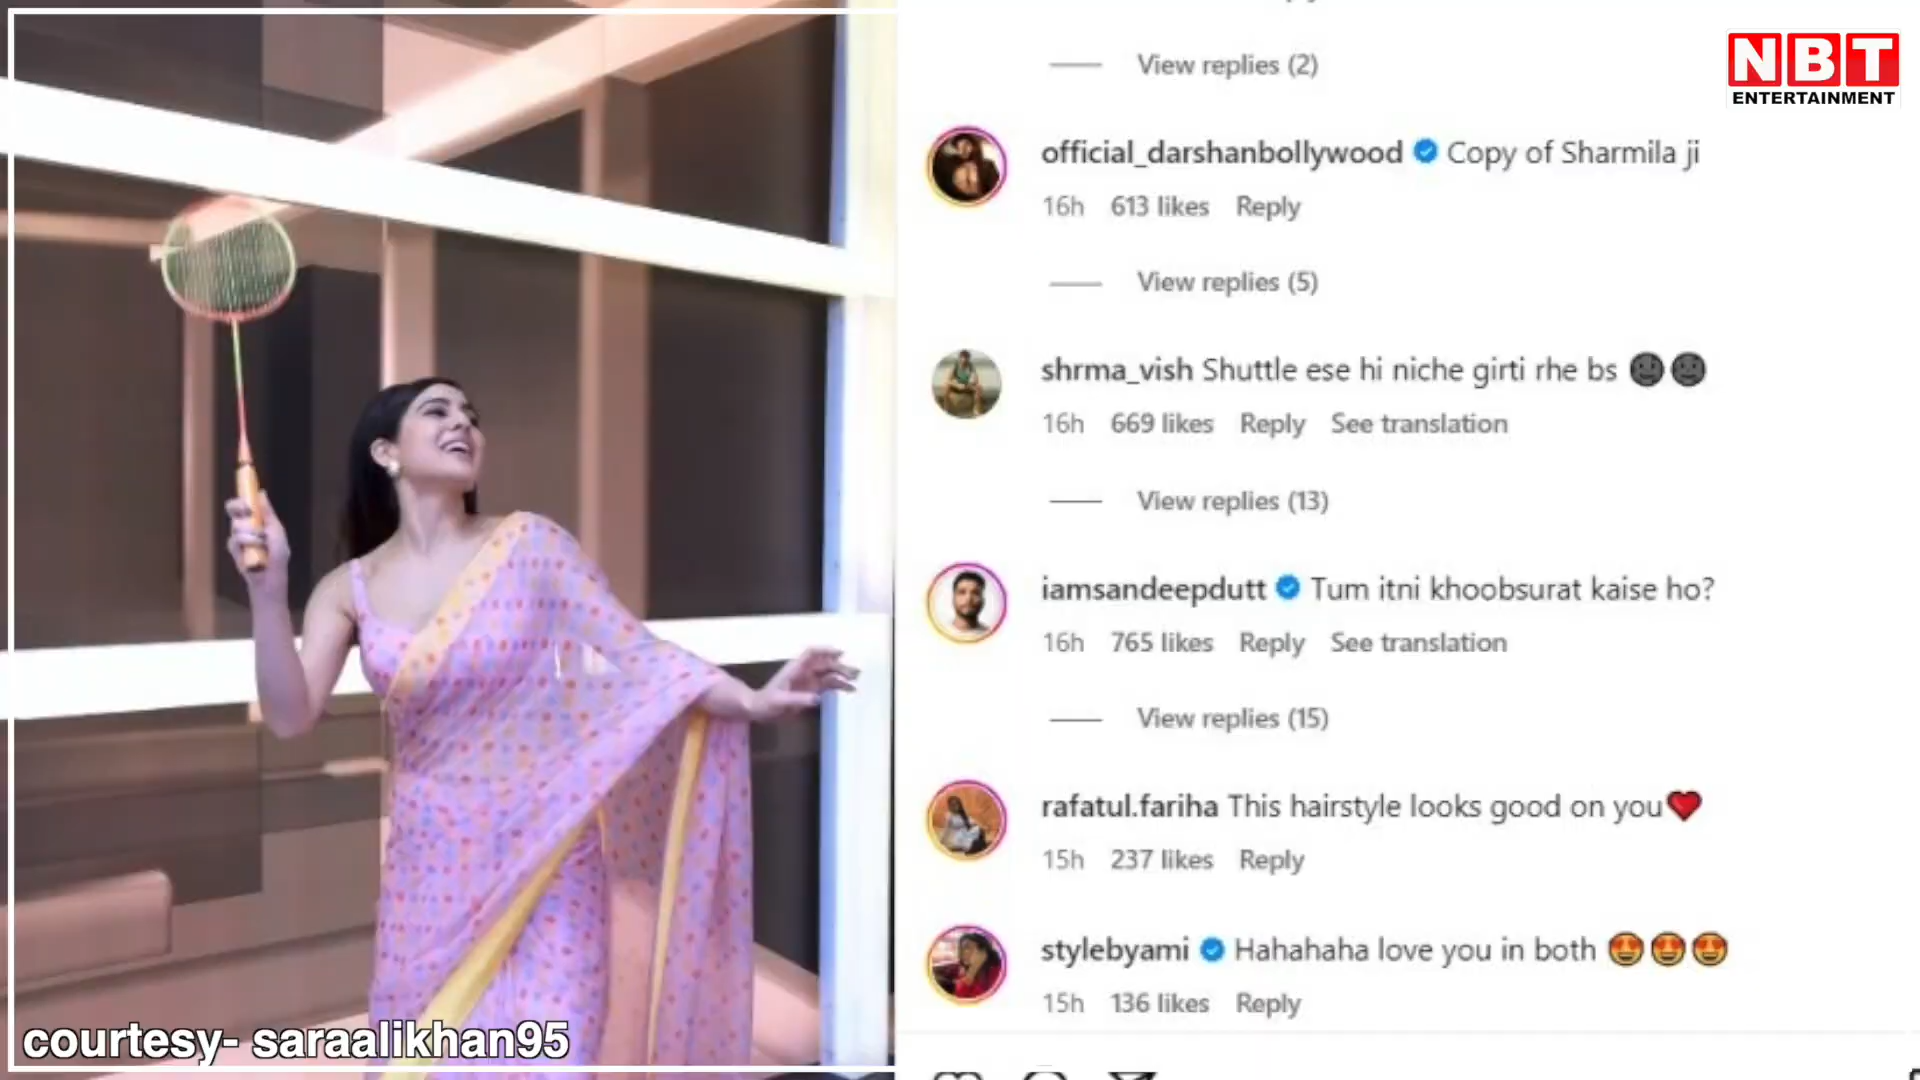 NBT
ENTERTAINMENT
View replies (2)
official_darshanbollywood Copy of Sharmila ji
16h 613 likes Reply
View replies (5)
shrma_vish Shuttle ese hi niche girti rhe bs 🌚🌚
16h 669 likes Reply See translation
View replies (13)
iamsandeepdutt Tum itni khoobsurat kaise ho?
16h 765 likes Reply See translation
View replies (15)
rafatul.fariha This hairstyle looks good on you❤️
15h 237 likes Reply
stylebyami Hahahaha love you in both 🤩🤩🤩
15h 136 likes Reply
courtesy- saraalikhan95